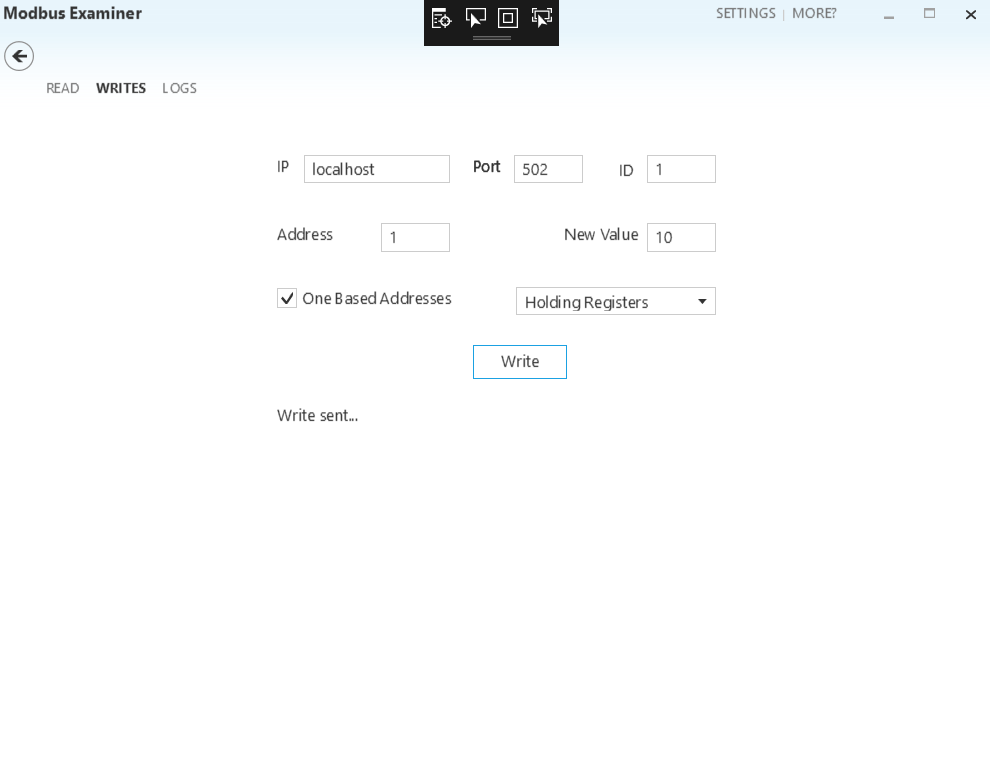 Modbus Examiner
SETTINGS | MORE?
READ WRITES LOGS
IP localhost Port 502 ID 1
Address 1 New Value 10
One Based Addresses Holding Registers
Write
Write sent...